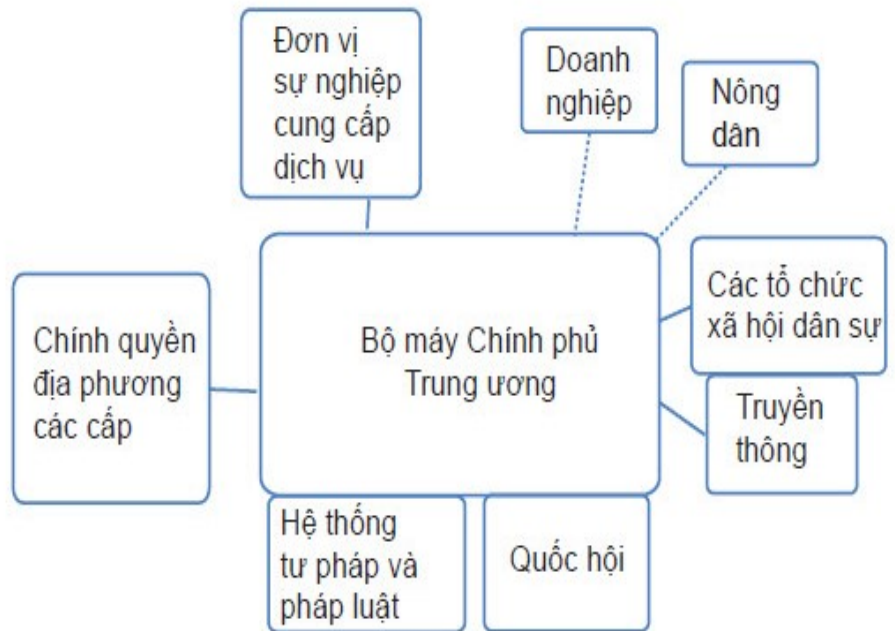 Đơn vị
sự nghiệp
cung cấp
dịch vụ
Doanh
nghiệp
Nông
dân
Chính quyền
địa phương
các cấp
Bộ máy Chính phủ
Trung ương
Các tổ chức
xã hội dân sự
Truyền
thông
Hệ thống
tư pháp và
pháp luật
Quốc hội